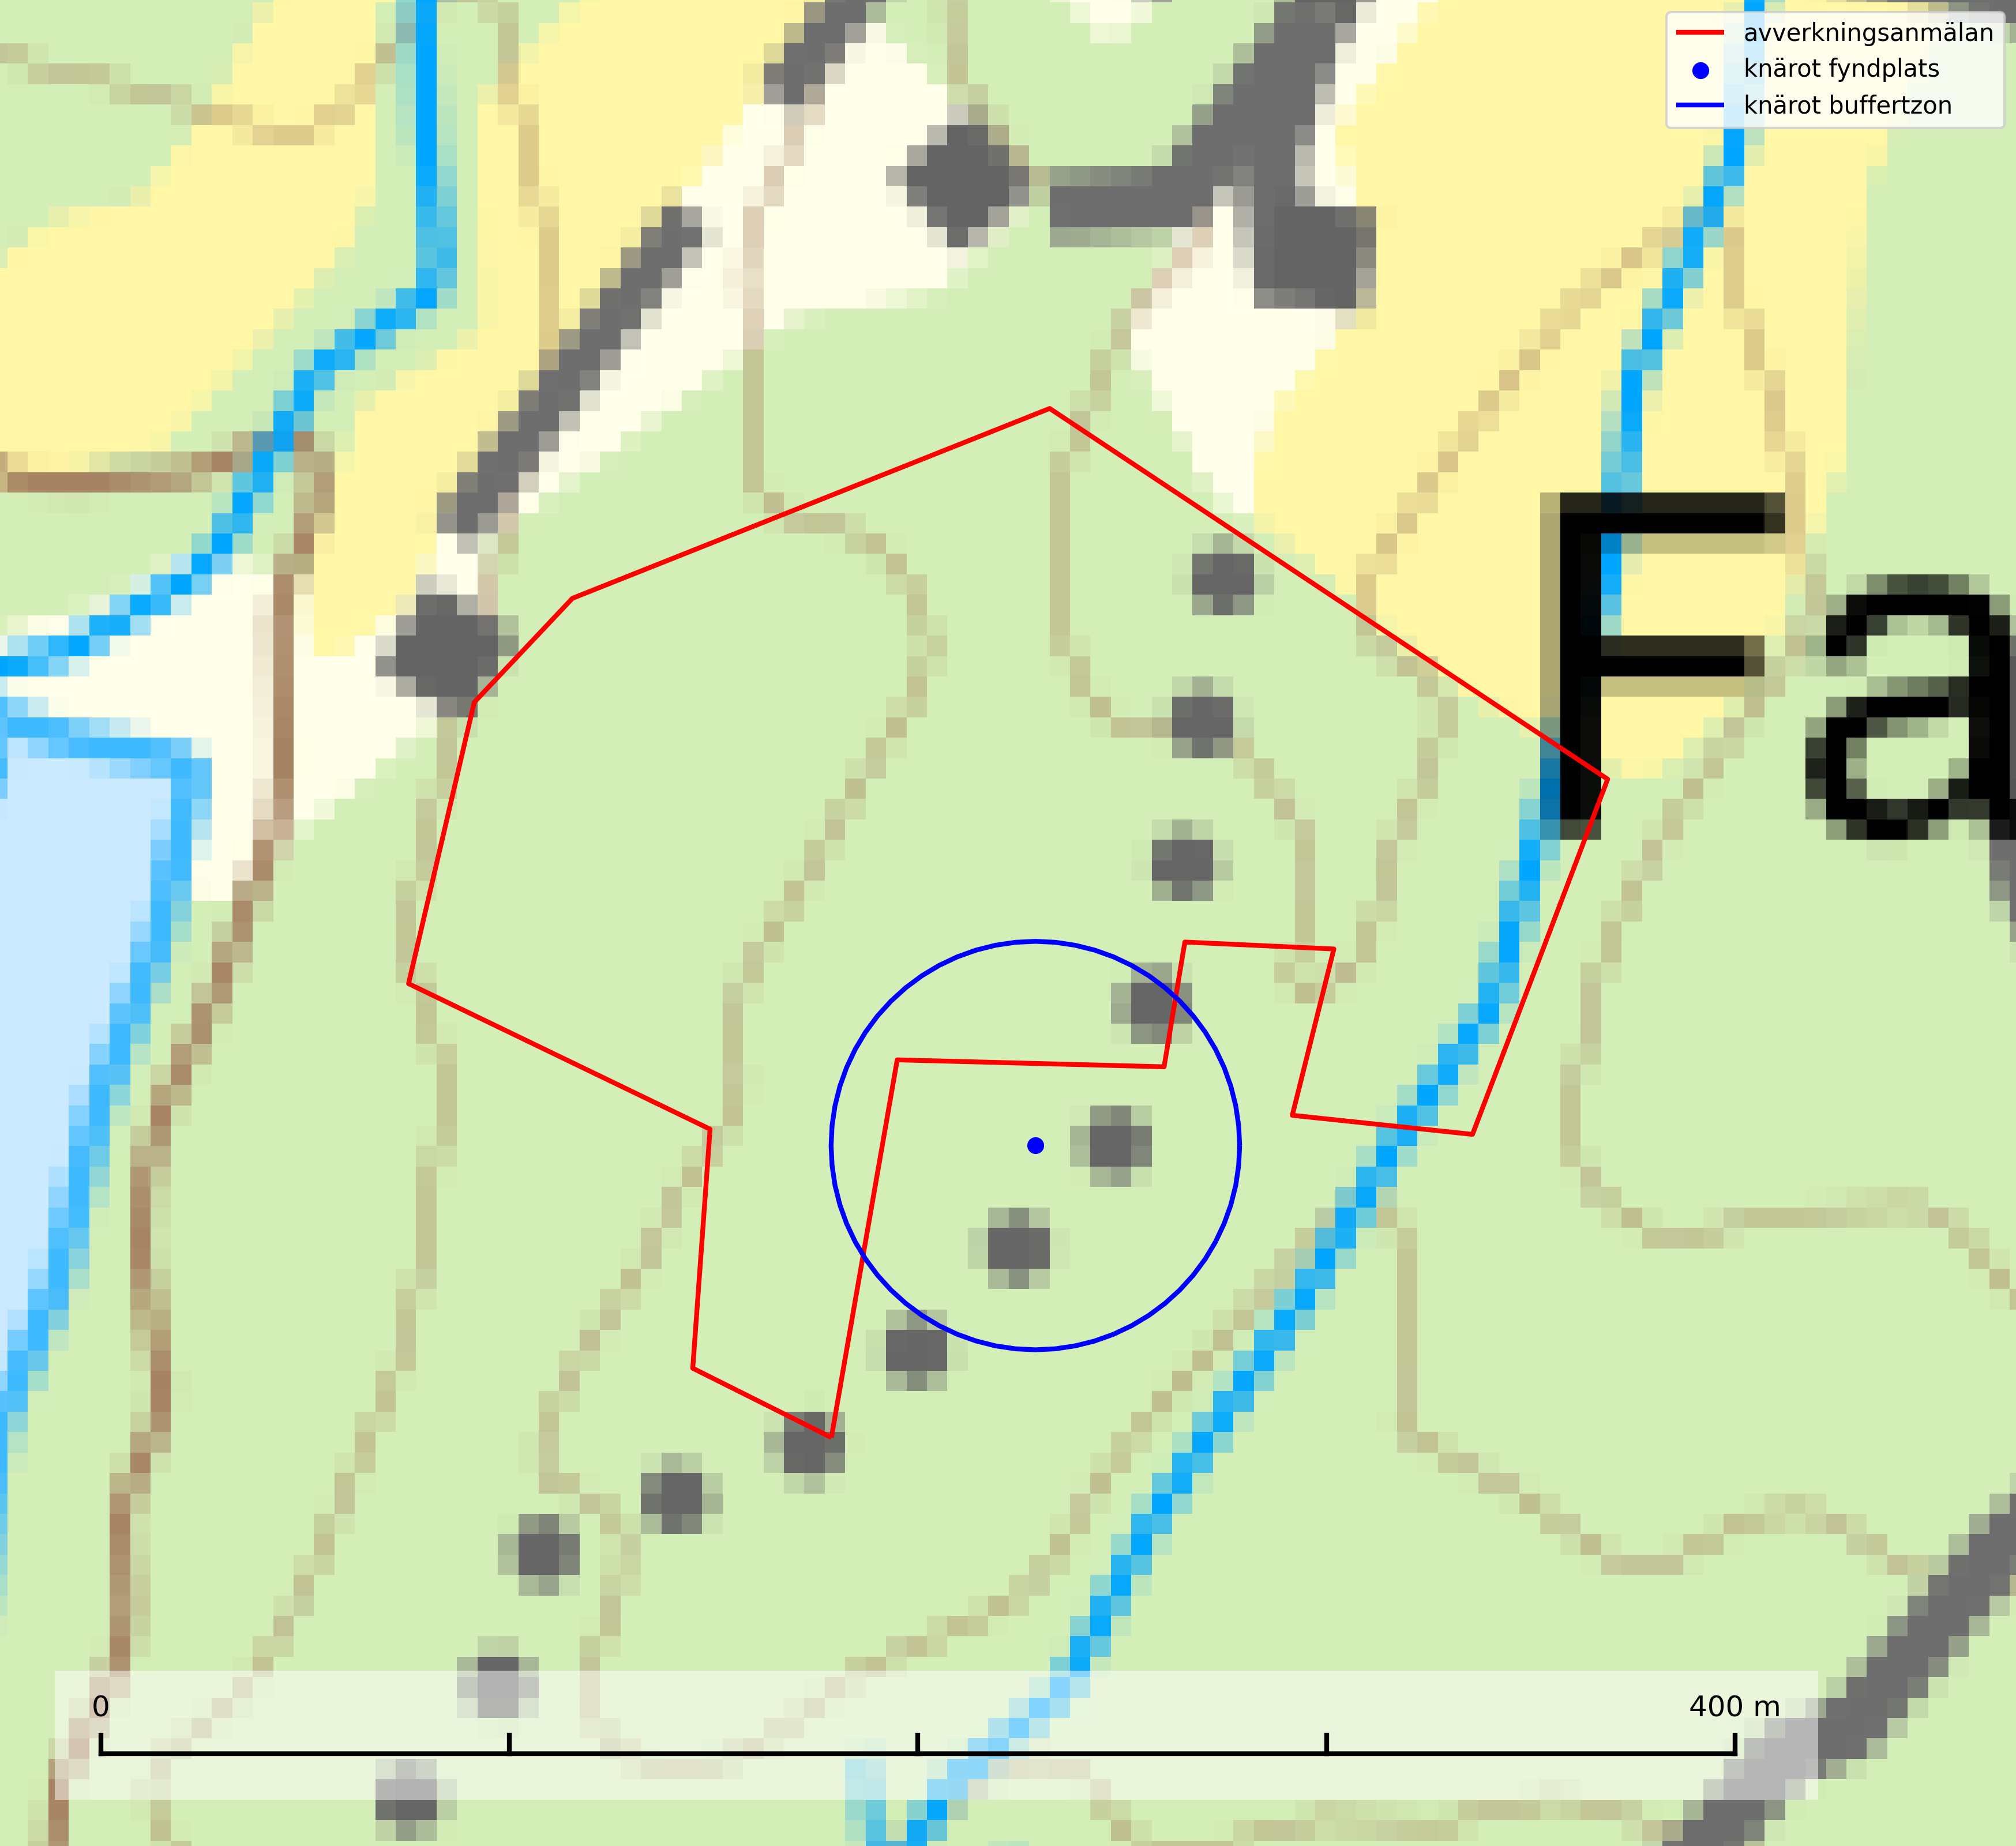 avverkningsanmälan
knärot fyndplats
knärot buffertzon
Fa
0 400 m